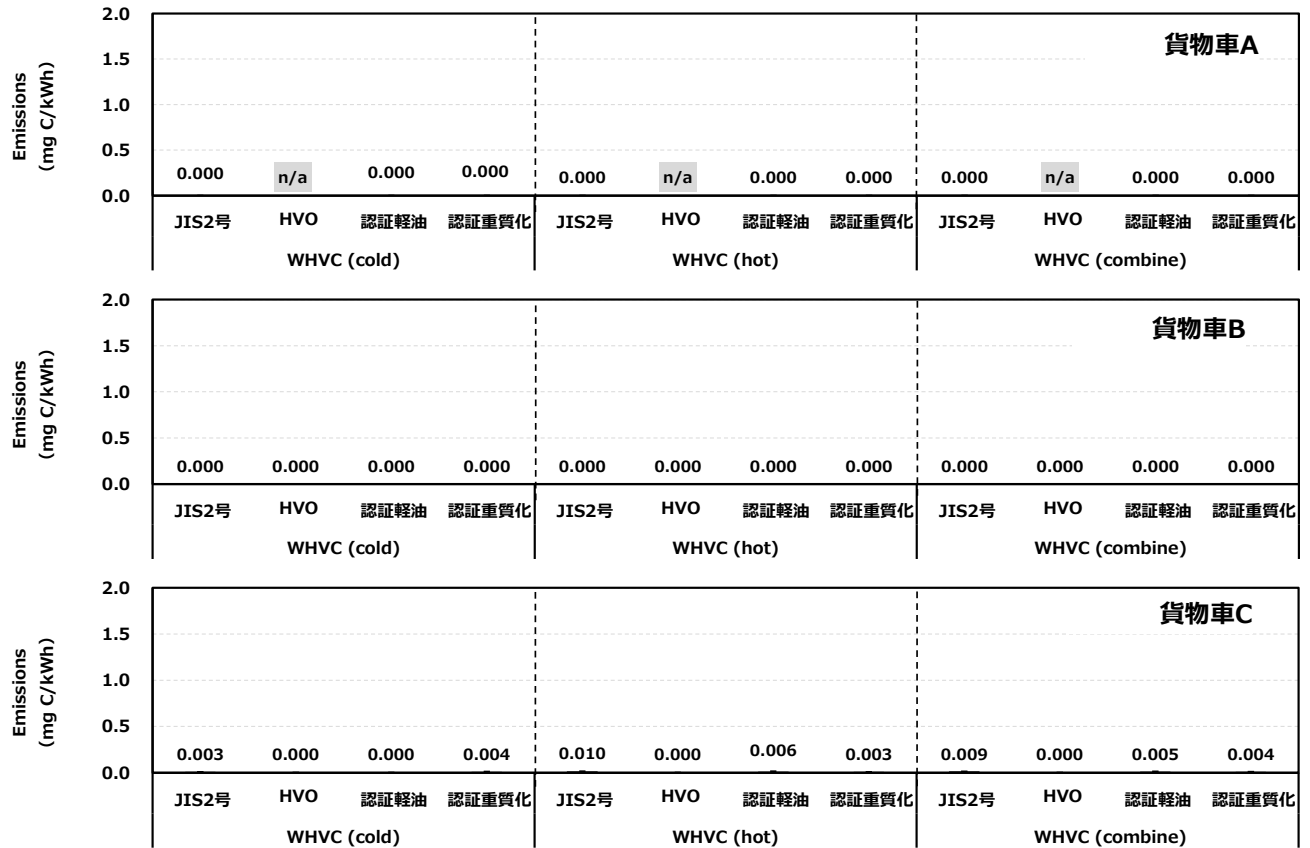 貨物車A
Emissions
(mg C/kWh)
2.0
1.5
1.0
0.5
0.0
0.000 n/a 0.000 0.000 0.000 n/a 0.000 0.000 0.000 n/a 0.000 0.000
JIS2号 HVO 認証軽油 認証重質化 JIS2号 HVO 認証軽油 認証重質化 JIS2号 HVO 認証軽油 認証重質化
WHVC (cold) WHVC (hot) WHVC (combine)
貨物車B
Emissions
(mg C/kWh)
2.0
1.5
1.0
0.5
0.0
0.000 0.000 0.000 0.000 0.000 0.000 0.000 0.000 0.000 0.000 0.000 0.000
JIS2号 HVO 認証軽油 認証重質化 JIS2号 HVO 認証軽油 認証重質化 JIS2号 HVO 認証軽油 認証重質化
WHVC (cold) WHVC (hot) WHVC (combine)
貨物車C
Emissions
(mg C/kWh)
2.0
1.5
1.0
0.5
0.0
0.003 0.000 0.000 0.004 0.010 0.000 0.006 0.003 0.009 0.000 0.005 0.004
JIS2号 HVO 認証軽油 認証重質化 JIS2号 HVO 認証軽油 認証重質化 JIS2号 HVO 認証軽油 認証重質化
WHVC (cold) WHVC (hot) WHVC (combine)